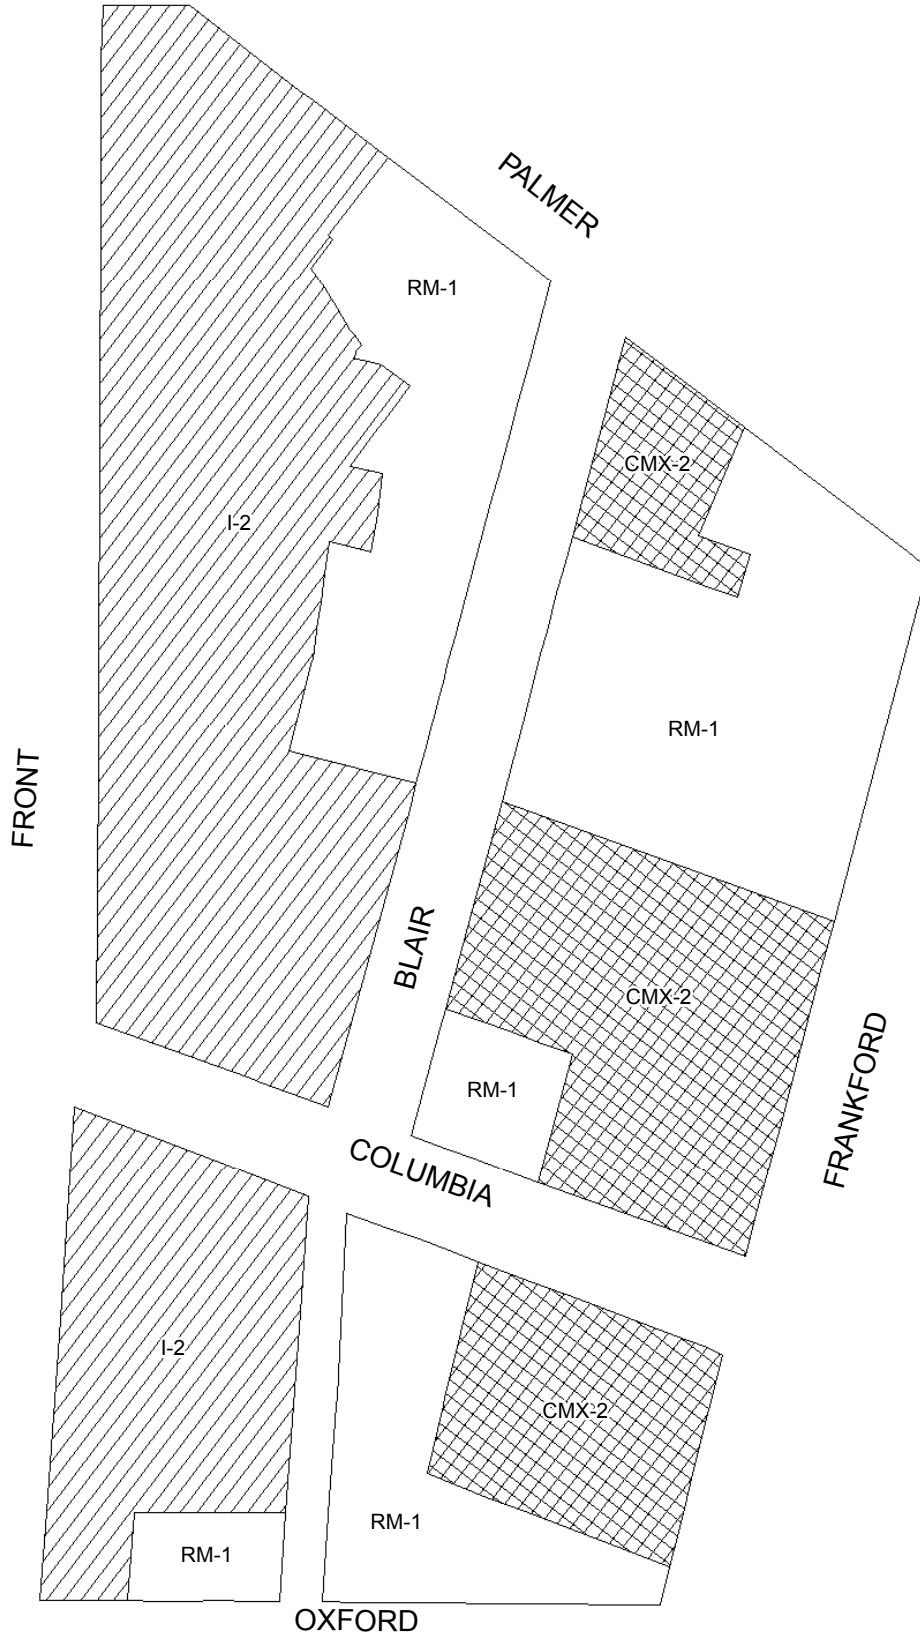 PALMER
RM-1
CMX-2
I-2
RM-1
FRONT
BLAIR
CMX-2
FRANKFORD
RM-1
COLUMBIA
I-2
CMX-2
RM-1
RM-1
OXFORD